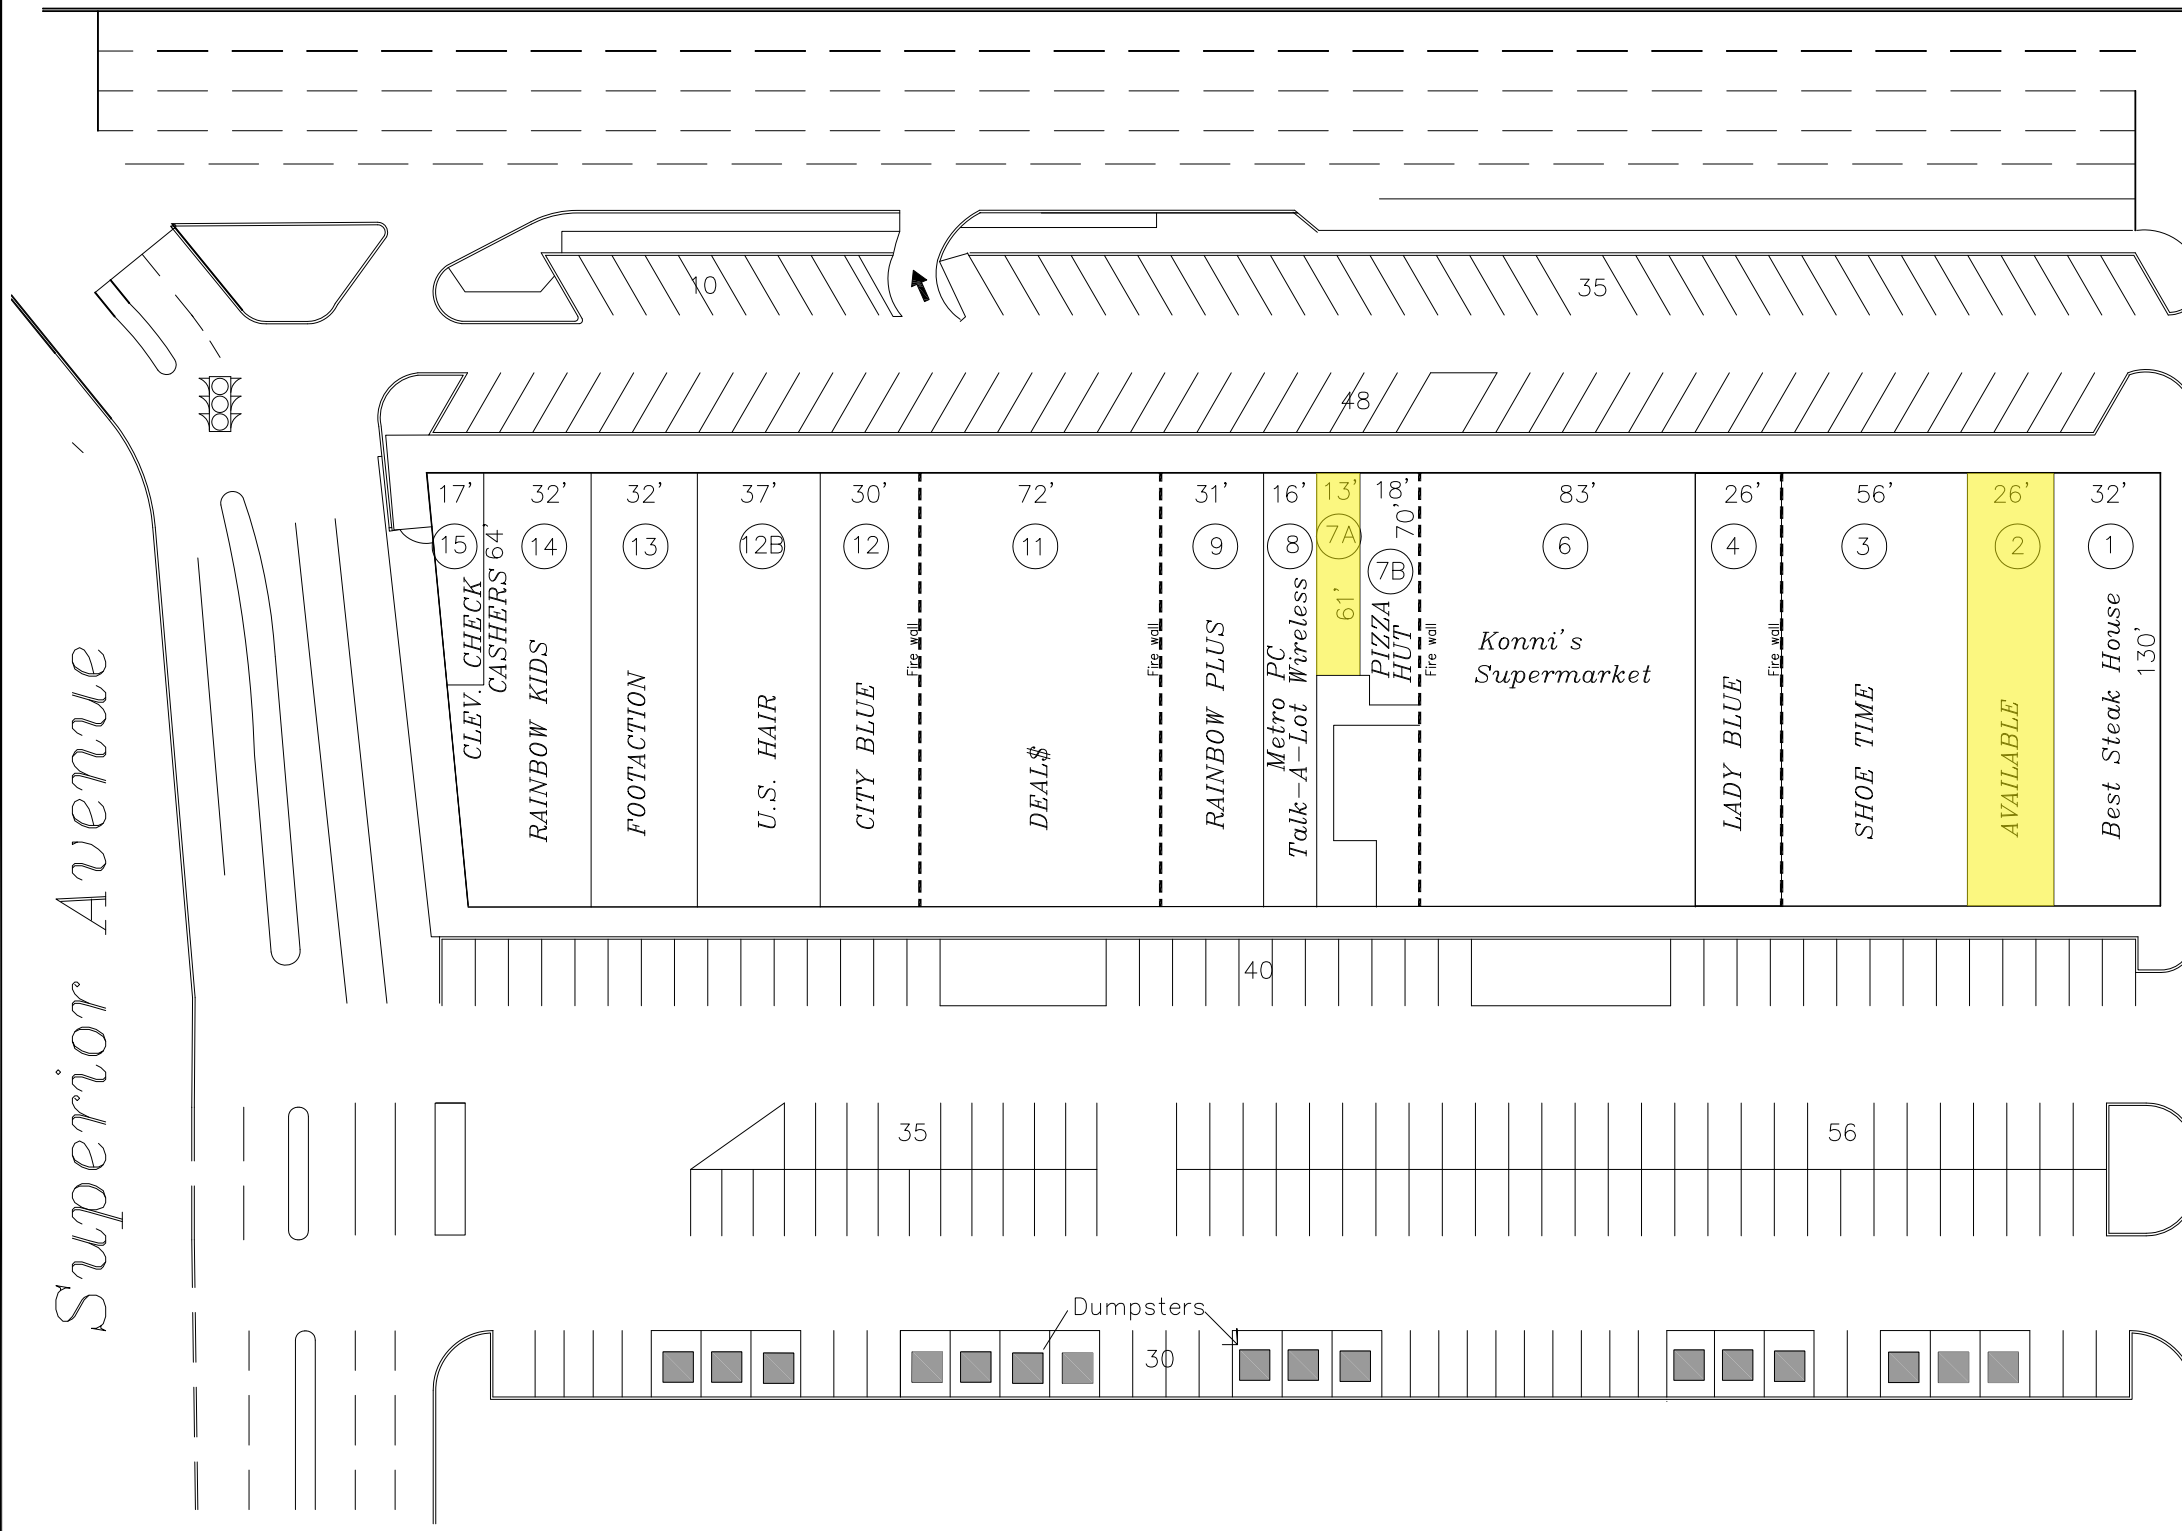 10
35
48
17'
32'
32'
37'
30'
72'
31'
16'
13'
18'
83'
26'
56'
26'
32'
15
14
13
12B
12
11
9
8
7A
7B
6
4
3
2
1
64'
61'
70'
130'
CLEV. CHECK
CASHERS
RAINBOW KIDS
FOOTACTION
U.S. HAIR
CITY BLUE
Fire wall
DEAL$
Fire wall
RAINBOW PLUS
Metro PC
Talk-A-Lot Wireless
PIZZA
HUT
Fire wall
Konni's
Supermarket
LADY BLUE
Fire wall
SHOE TIME
AVAILABLE
Best Steak House
Superior Avenue
40
35
56
Dumpsters
30